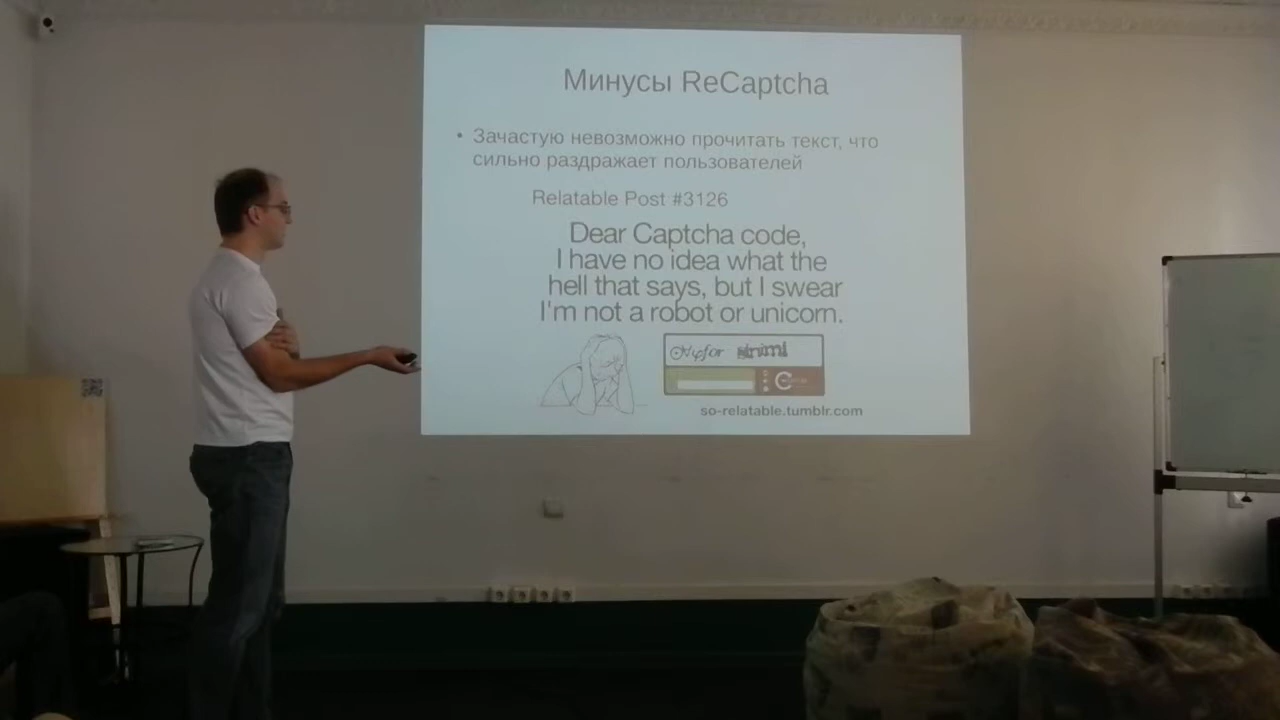 Минусы ReCaptcha
• Зачастую невозможно прочитать текст, что
сильно раздражает пользователей
Relatable Post #3126
Dear Captcha code,
I have no idea what the
hell that says, but I swear
I'm not a robot or unicorn.
so-relatable.tumblr.com